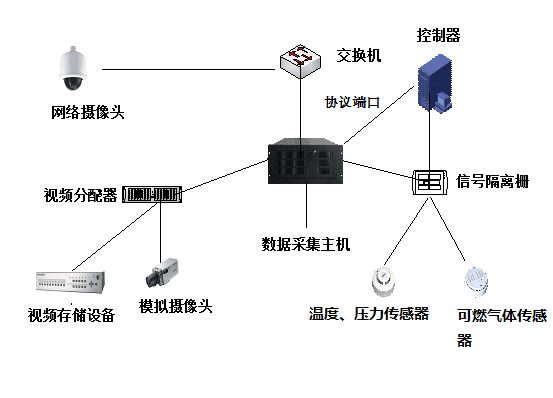 控制器
交换机
协议端口
网络摄像头
信号隔离栅
视频分配器
数据采集主机
模拟摄像头
视频存储设备
温度、压力传感器
可燃气体传感
器